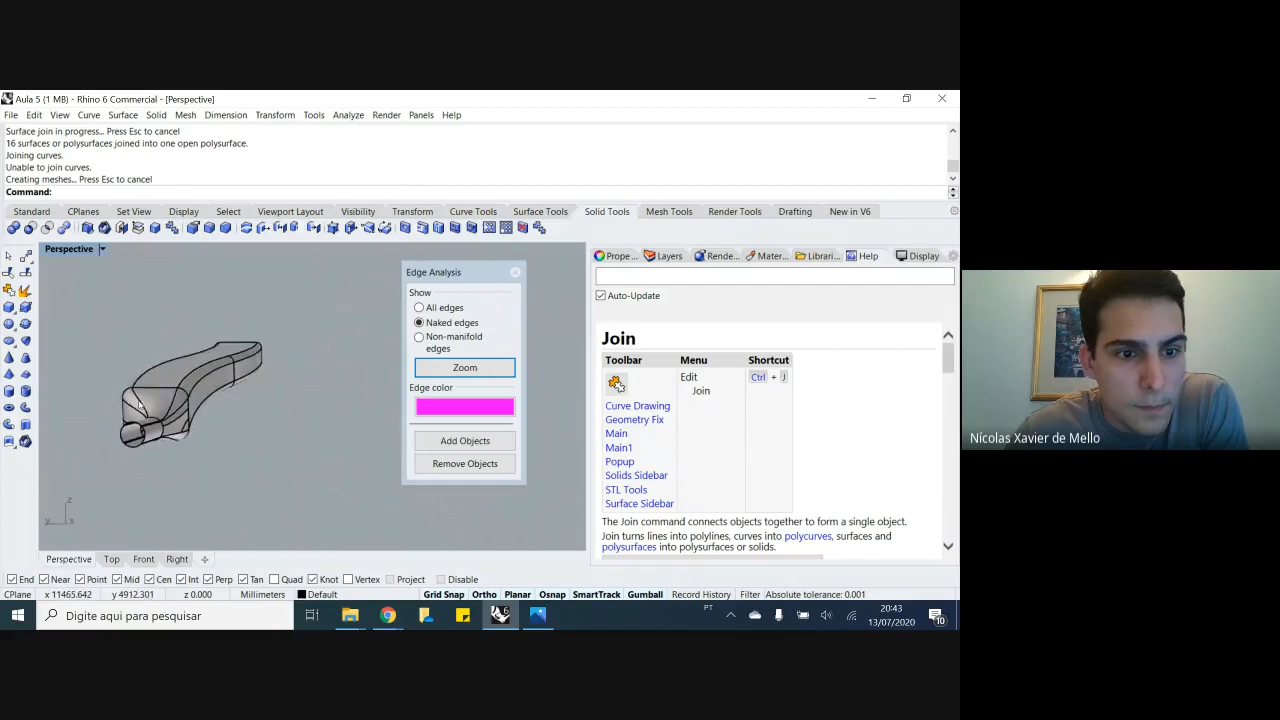 Aula 5 (1 MB) - Rhino 6 Commercial - [Perspective]
File Edit View Curve Surface Solid Mesh Dimension Transform Tools Analyze Render Panels Help
Surface join in progress... Press Esc to cancel
16 surfaces or polysurfaces joined into one open polysurface.
Joining curves.
Unable to join curves.
Creating meshes... Press Esc to cancel
Command:
Standard CPlanes Set View Display Select Viewport Layout Visibility Transform Curve Tools Surface Tools Solid Tools Mesh Tools Render Tools Drafting New in V6
Perspective
Prope... Layers Rende... Mater... Librari... Help Display
Edge Analysis
Show
All edges
Naked edges
Non-manifold
edges
Zoom
Edge color
Add Objects
Remove Objects
Auto-Update
Join
Toolbar Menu Shortcut
Edit Ctrl + J
Join
Curve Drawing
Geometry Fix
Main
Main1
Popup
Solids Sidebar
STL Tools
Surface Sidebar
The Join command connects objects together to form a single object.
Join turns lines into polylines, curves into polycurves, surfaces and
polysurfaces into polysurfaces or solids.
z
y x
Perspective Top Front Right
End Near Point Mid Cen Int Perp Tan Quad Knot Vertex Project Disable
CPlane x 11465.642 y 4912.301 z 0.000 Millimeters Default Grid Snap Ortho Planar Osnap SmartTrack Gumball Record History Filter Absolute tolerance: 0.001
Digite aqui para pesquisar
PT
20:43
13/07/2020
10
Nícolas Xavier de Mello